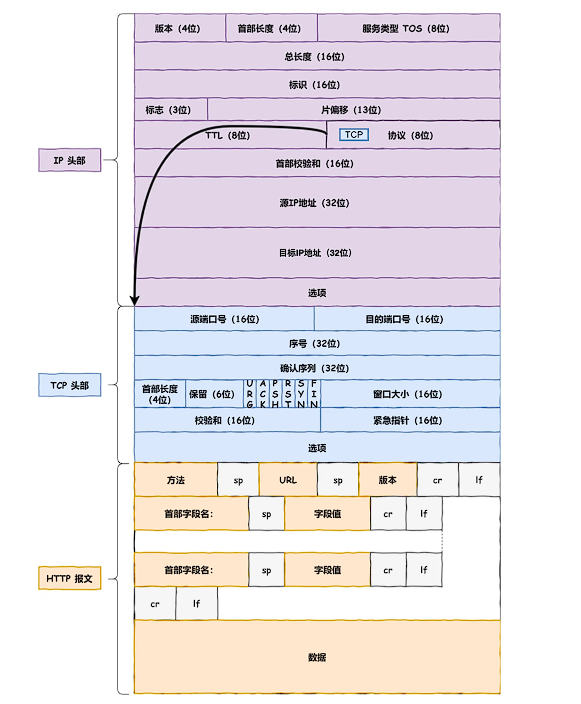 版本 (4位) 首部长度 (4位) 服务类型 TOS (8位)
总长度 (16位)
标识 (16位)
标志 (3位) 片偏移 (13位)
TTL (8位) TCP 协议 (8位)
IP 头部
首部校验和 (16位)
源IP地址 (32位)
目标IP地址 (32位)
选项
源端口号 (16位) 目的端口号 (16位)
序号 (32位)
确认序列 (32位)
TCP 头部
首部长度
(4位)
保留 (6位)
URG
ACK
PSH
RST
SYN
FIN
窗口大小 (16位)
校验和 (16位) 紧急指针 (16位)
选项
方法 sp URL sp 版本 cr lf
首部字段名: sp 字段值 cr lf
HTTP 报文
首部字段名: sp 字段值 cr lf
cr lf
数据